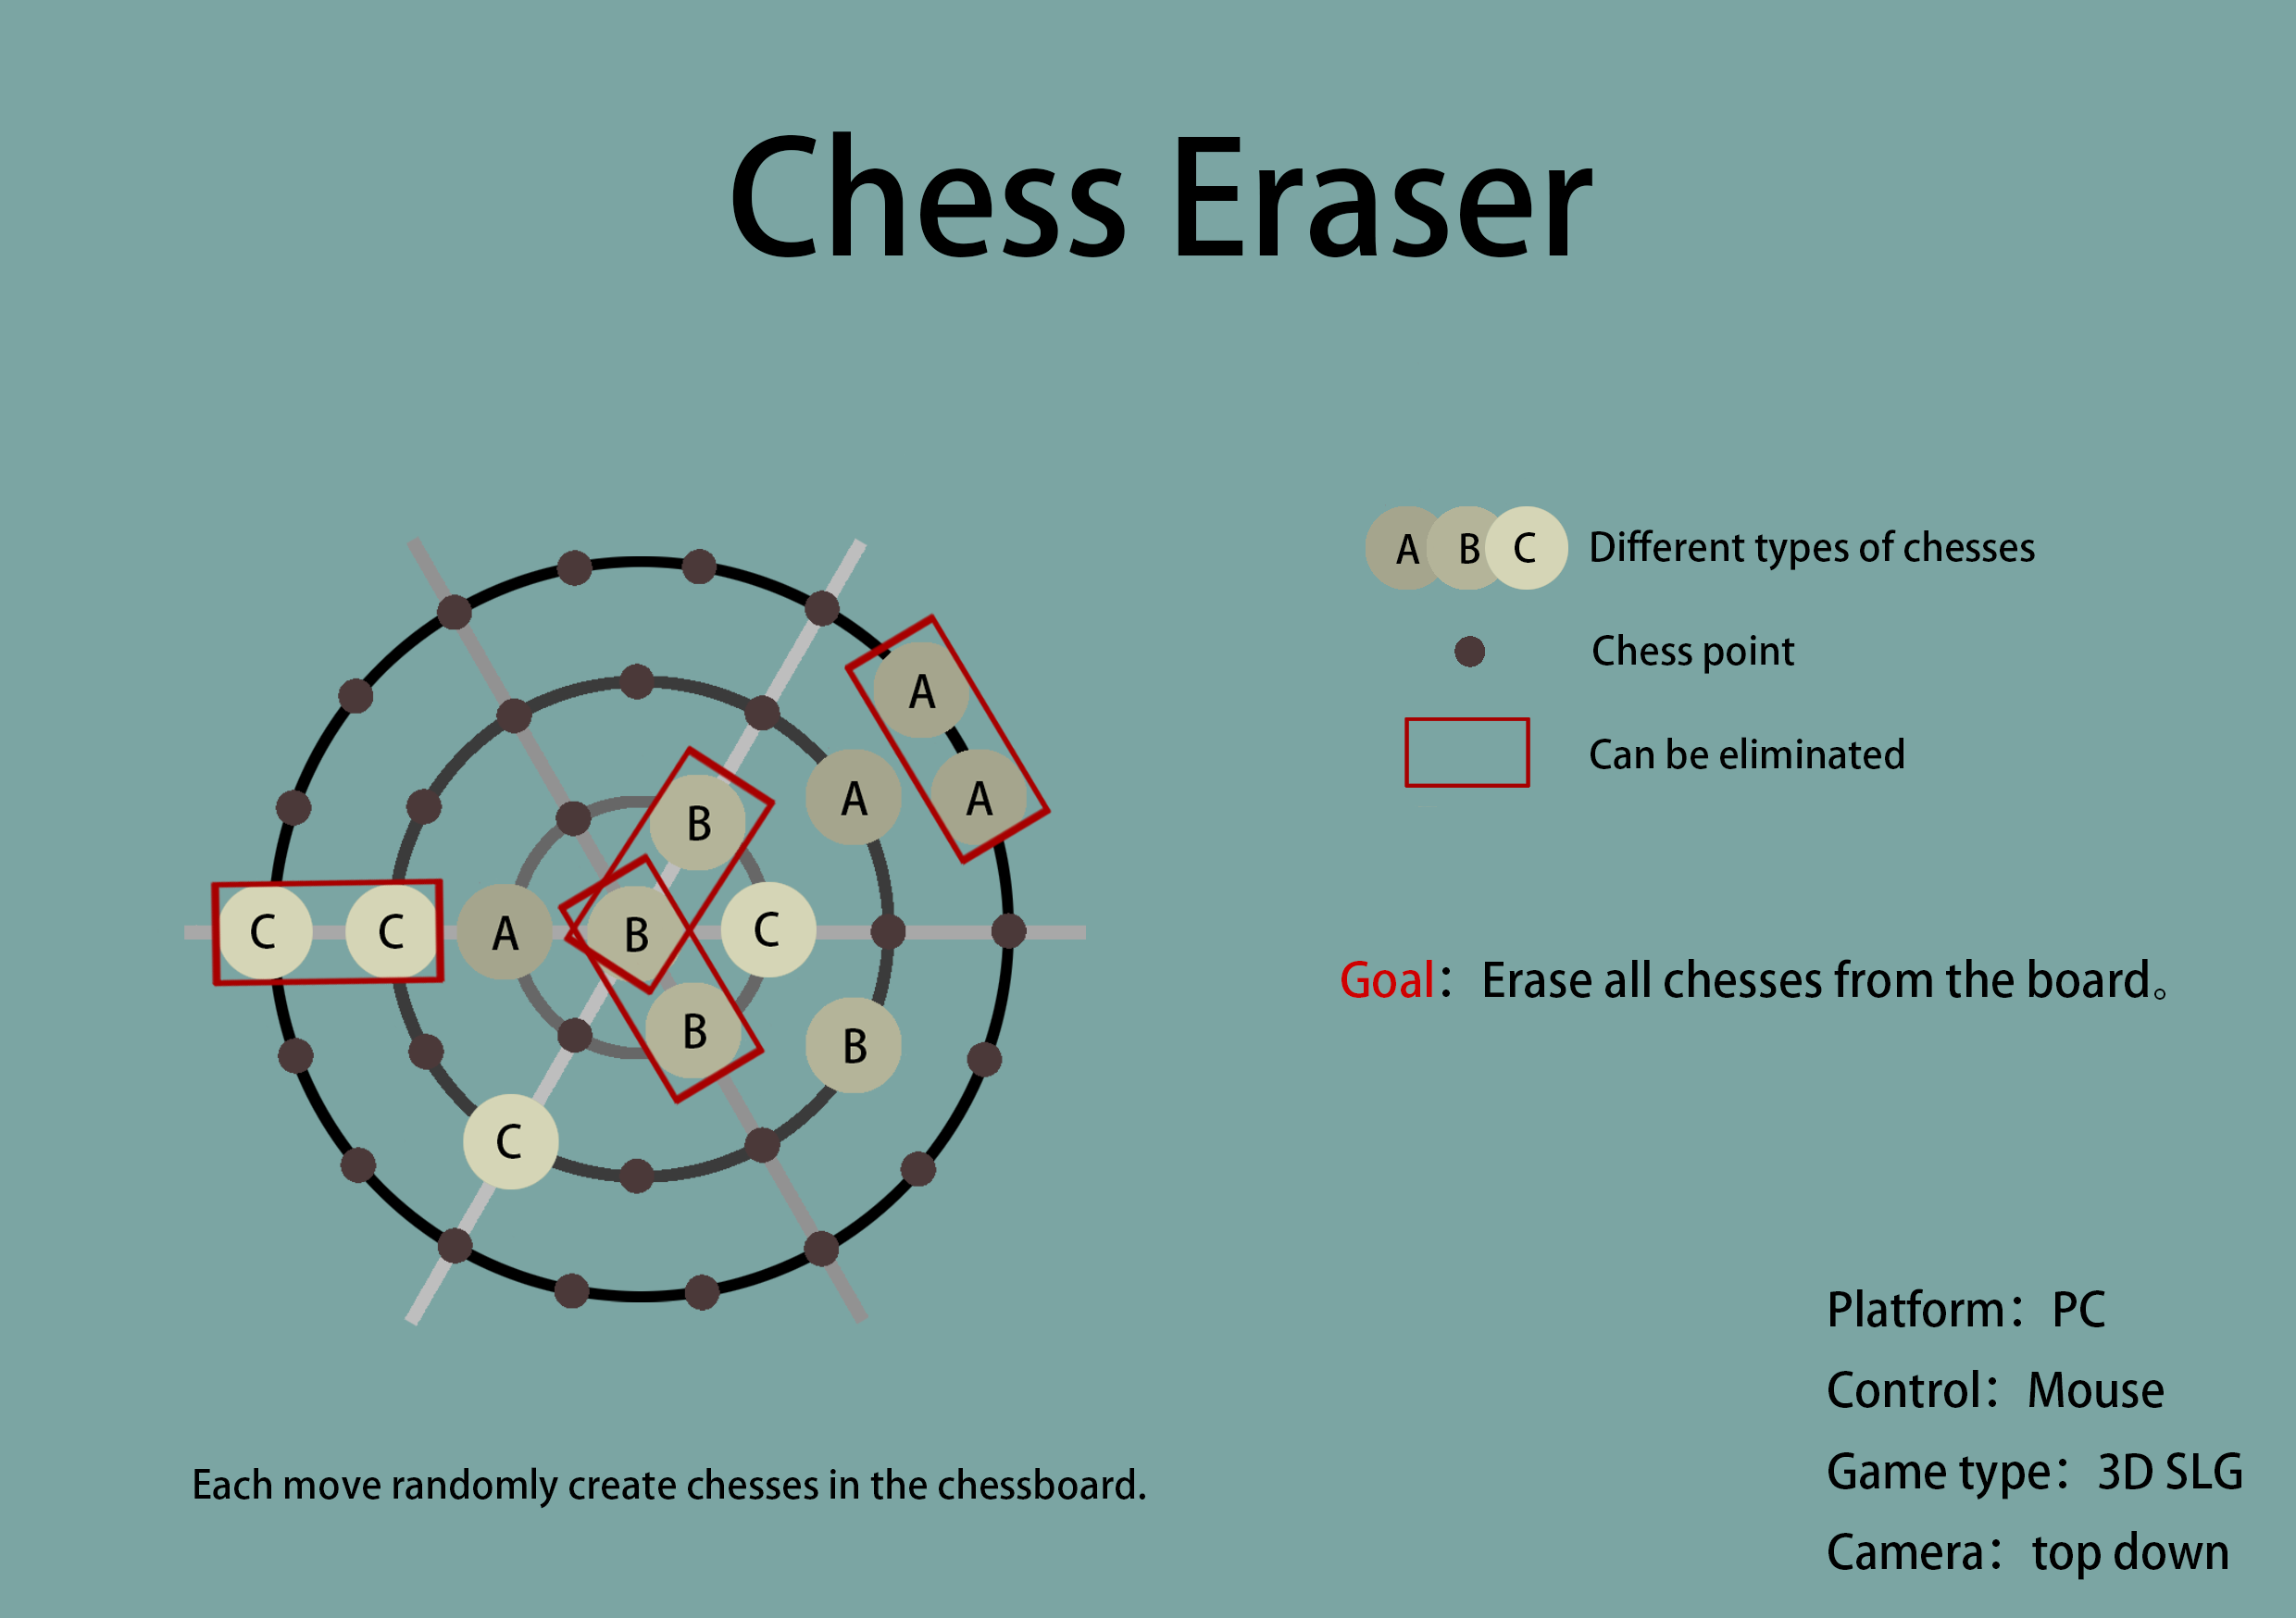 Chess Eraser
A B C Different types of chesses
Chess point
A
Can be eliminated
B A A
C C A B C
B B
C
Goal： Erase all chesses from the board。
Platform： PC
Control： Mouse
Game type： 3D SLG
Each move randomly create chesses in the chessboard.
Camera： top down